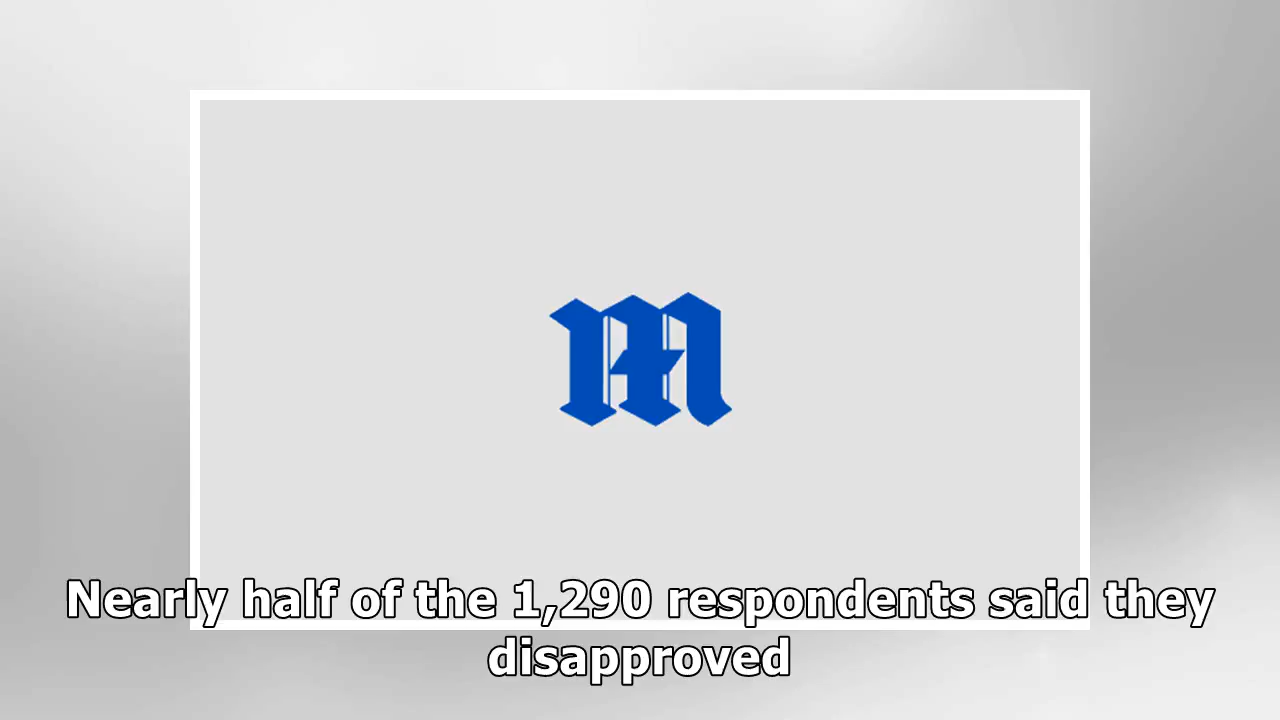 m
Nearly half of the 1,290 respondents said they
disapproved